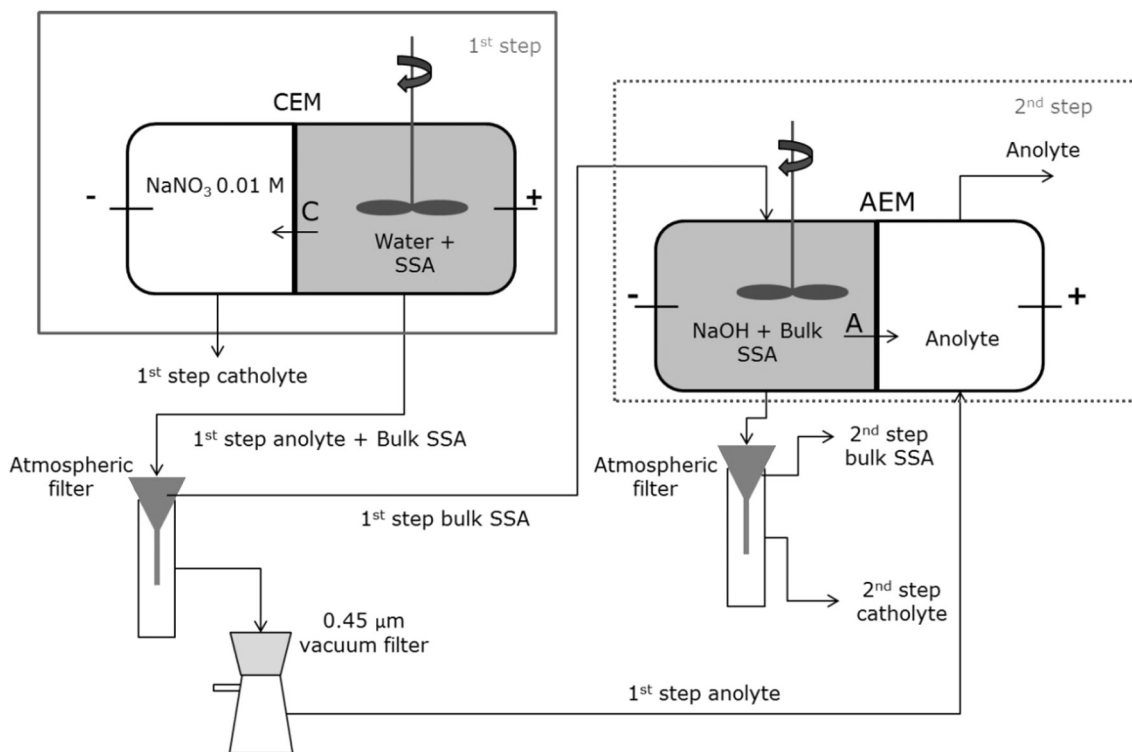 1st step
CEM
NaNO3 0.01 M
-
+
C
Water +
SSA
1st step catholyte
1st step anolyte + Bulk SSA
Atmospheric
filter
1st step bulk SSA
0.45 μm
vacuum filter
1st step anolyte
2nd step
Anolyte
AEM
-
+
NaOH + Bulk
SSA
A
Anolyte
Atmospheric
filter
2nd step
bulk SSA
2nd step
catholyte